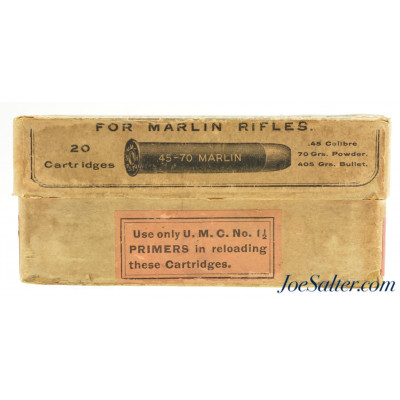 FOR MARLIN RIFLES.
20
Cartridges
45-70 MARLIN
.45 Calibre
70 Grs. Powder.
405 Grs. Bullet.
Use only U. M. C. No. 1½
PRIMERS in reloading
these Cartridges.
JoeSalter.com